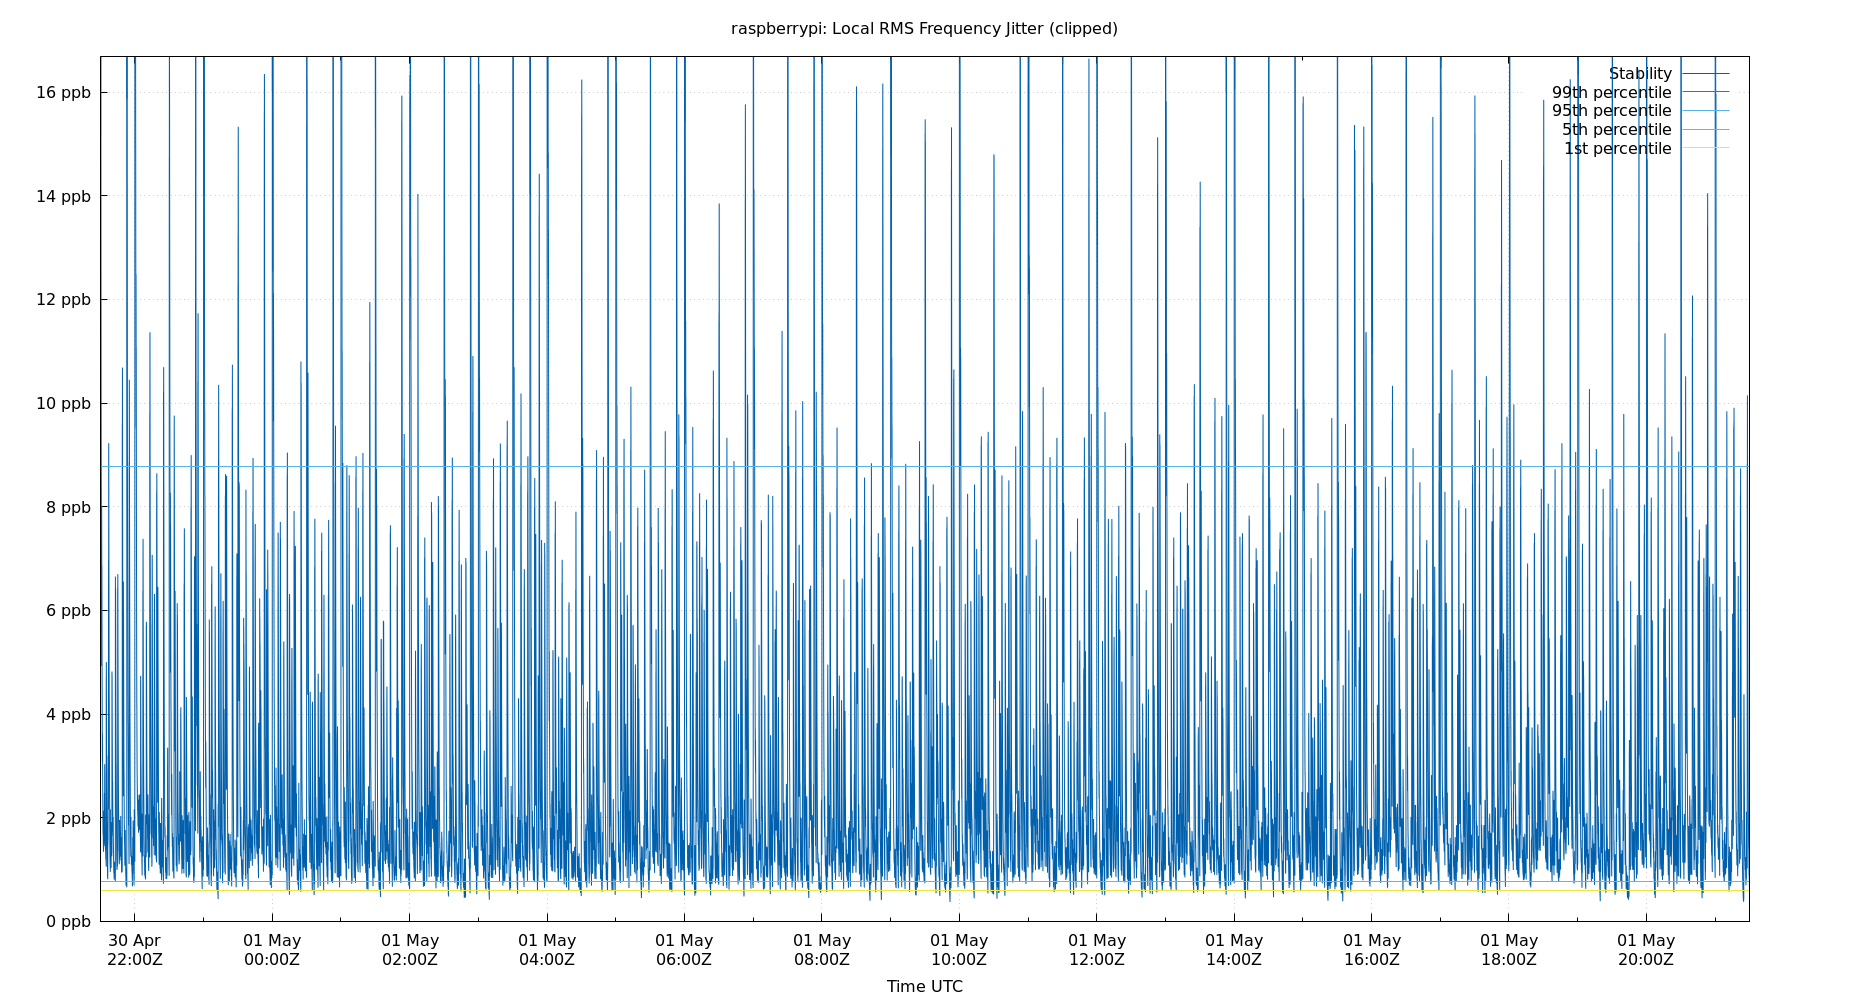 raspberrypi: Local RMS Frequency Jitter (clipped)
Stability
99th percentile
95th percentile
5th percentile
1st percentile
16 ppb
14 ppb
12 ppb
10 ppb
8 ppb
6 ppb
4 ppb
2 ppb
0 ppb
30 Apr 01 May 01 May 01 May 01 May 01 May 01 May 01 May 01 May 01 May 01 May 01 May
22:00Z 00:00Z 02:00Z 04:00Z 06:00Z 08:00Z 10:00Z 12:00Z 14:00Z 16:00Z 18:00Z 20:00Z
Time UTC